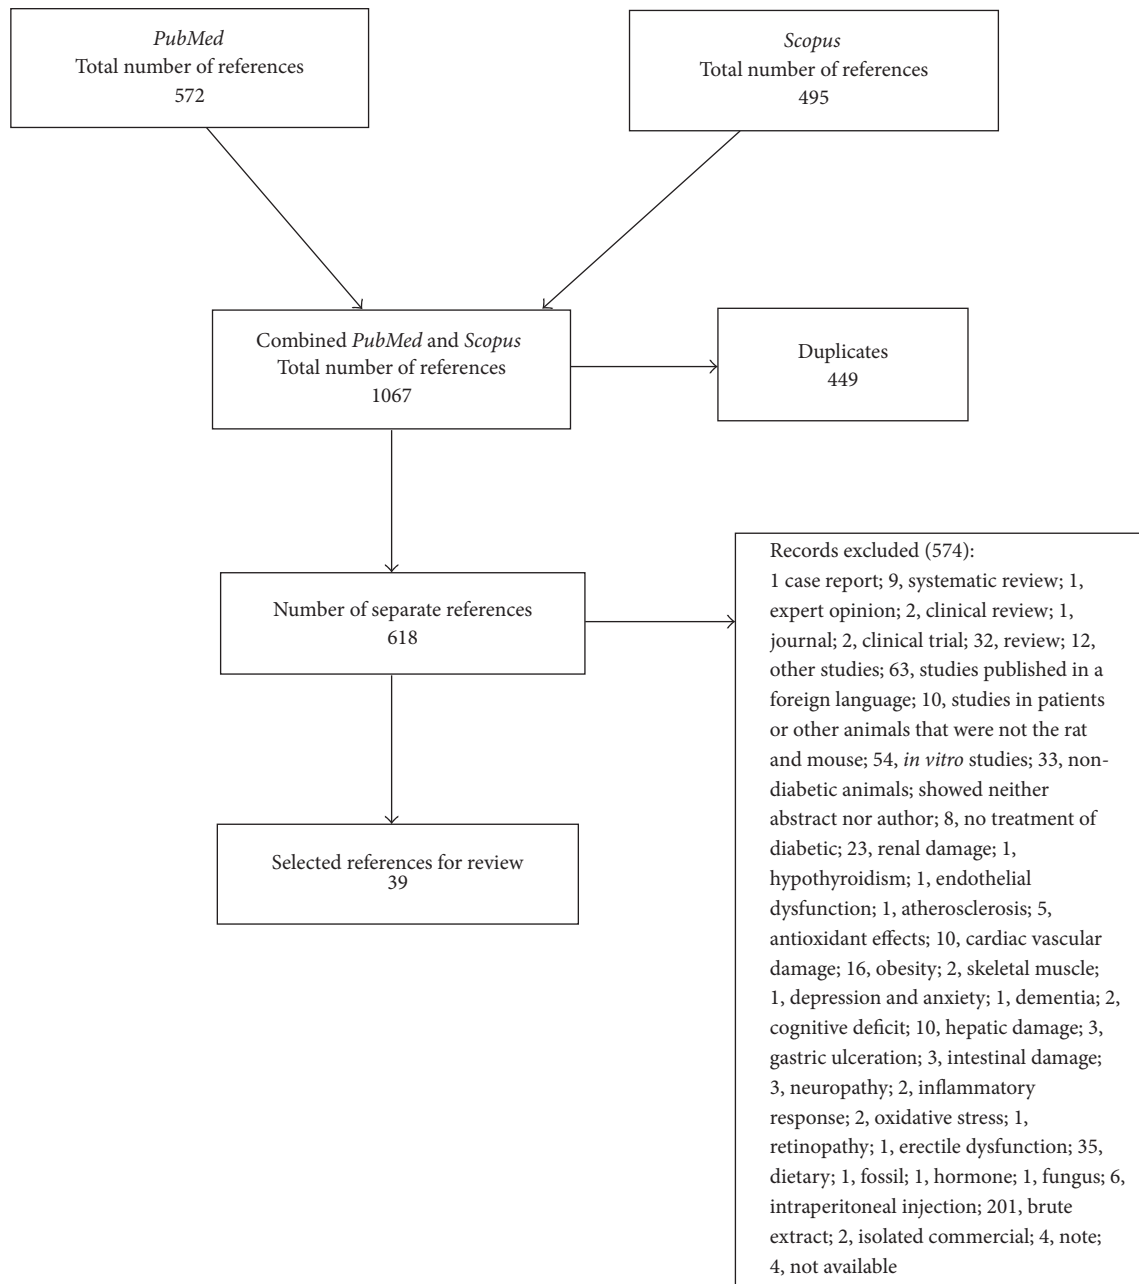 PubMed
Total number of references
572
Scopus
Total number of references
495
Combined PubMed and Scopus
Total number of references
1067
Duplicates
449
Number of separate references
618
Records excluded (574):
1 case report; 9, systematic review; 1,
expert opinion; 2, clinical review; 1,
journal; 2, clinical trial; 32, review; 12,
other studies; 63, studies published in a
foreign language; 10, studies in patients
or other animals that were not the rat
and mouse; 54, in vitro studies; 33, non-
diabetic animals; showed neither
abstract nor author; 8, no treatment of
diabetic; 23, renal damage; 1,
hypothyroidism; 1, endothelial
dysfunction; 1, atherosclerosis; 5,
antioxidant effects; 10, cardiac vascular
damage; 16, obesity; 2, skeletal muscle;
1, depression and anxiety; 1, dementia; 2,
cognitive deficit; 10, hepatic damage; 3,
gastric ulceration; 3, intestinal damage;
3, neuropathy; 2, inflammatory
response; 2, oxidative stress; 1,
retinopathy; 1, erectile dysfunction; 35,
dietary; 1, fossil; 1, hormone; 1, fungus; 6,
intraperitoneal injection; 201, brute
extract; 2, isolated commercial; 4, note;
4, not available
Selected references for review
39